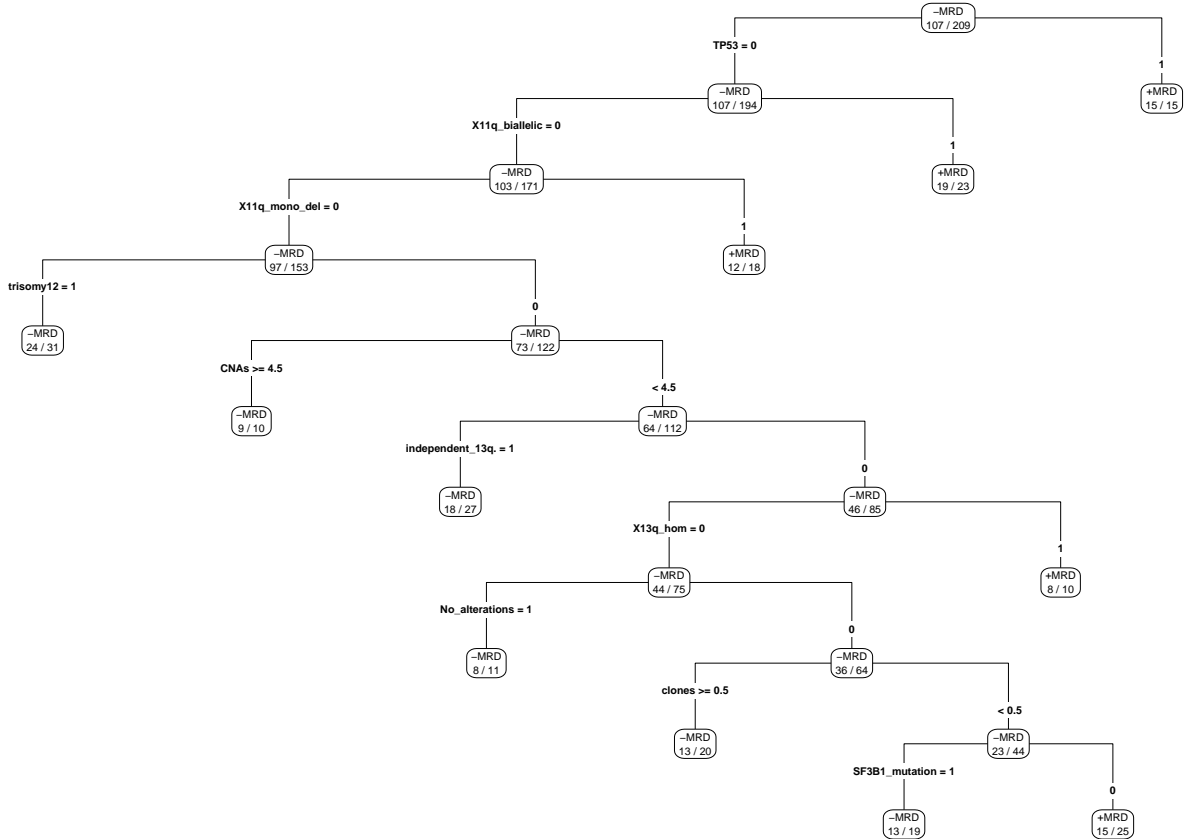 −MRD
107 / 209
TP53 = 0
1
−MRD
107 / 194
+MRD
15 / 15
X11q_biallelic = 0
1
−MRD
103 / 171
+MRD
19 / 23
X11q_mono_del = 0
1
−MRD
97 / 153
+MRD
12 / 18
trisomy12 = 1
0
−MRD
24 / 31
−MRD
73 / 122
CNAs >= 4.5
< 4.5
−MRD
9 / 10
−MRD
64 / 112
independent_13q. = 1
0
−MRD
18 / 27
−MRD
46 / 85
X13q_hom = 0
1
−MRD
44 / 75
+MRD
8 / 10
No_alterations = 1
0
−MRD
8 / 11
−MRD
36 / 64
clones >= 0.5
< 0.5
−MRD
13 / 20
−MRD
23 / 44
SF3B1_mutation = 1
0
−MRD
13 / 19
+MRD
15 / 25